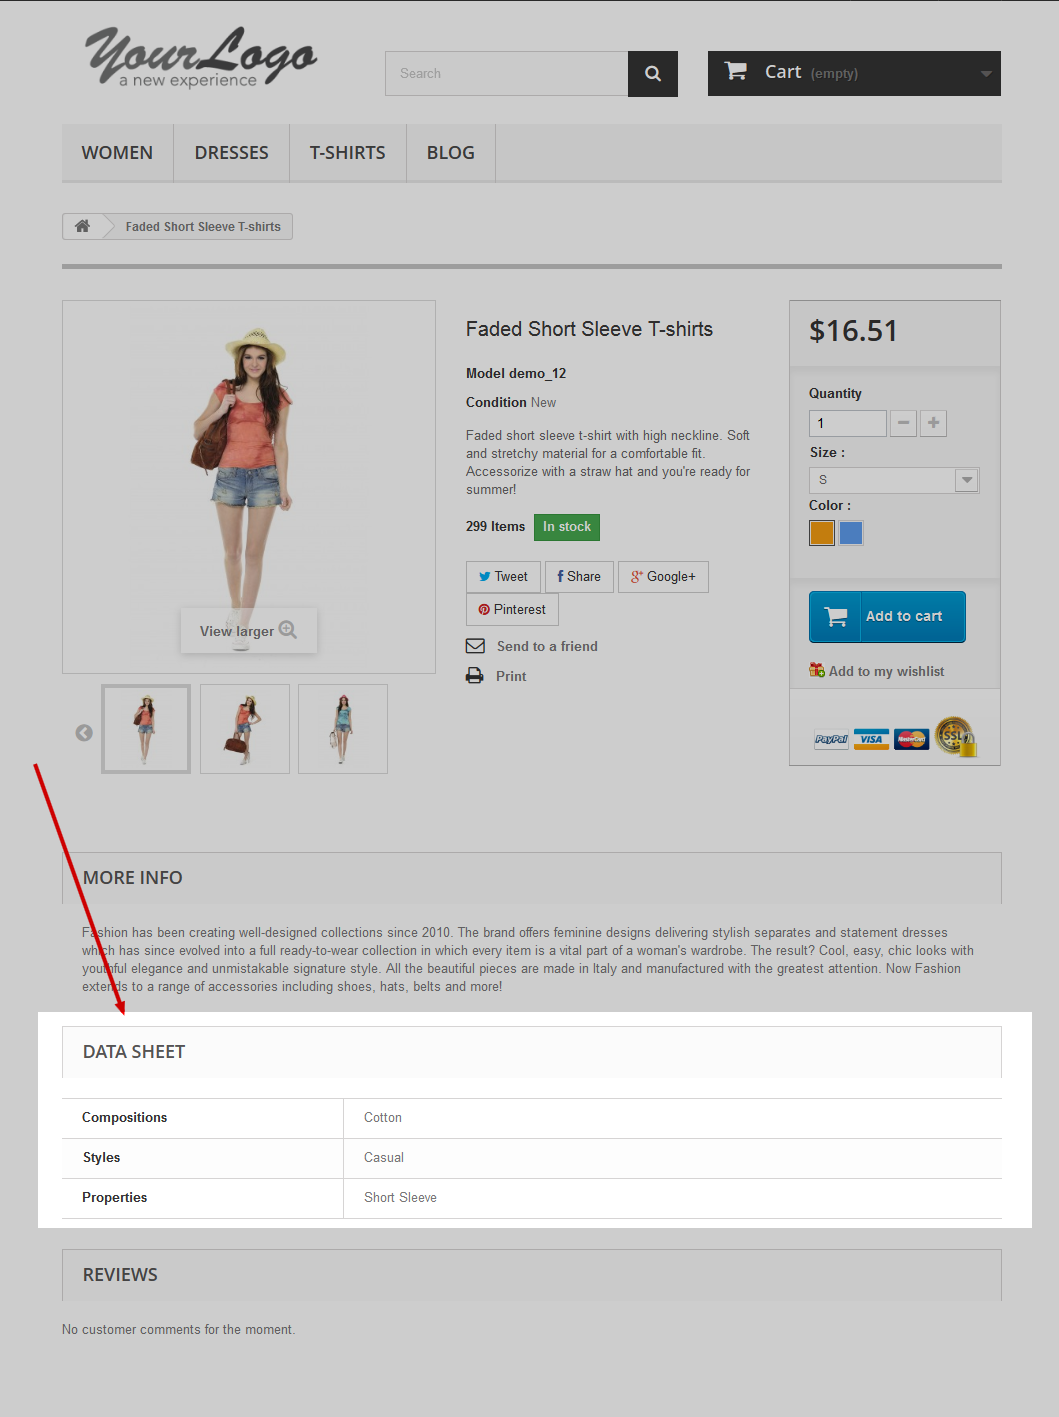 YourLogo
a new experience
Search
Cart (empty)
WOMEN DRESSES T-SHIRTS BLOG
Faded Short Sleeve T-shirts
View larger
Faded Short Sleeve T-shirts
Model demo_12
Condition New
Faded short sleeve t-shirt with high neckline. Soft
and stretchy material for a comfortable fit.
Accessorize with a straw hat and you're ready for
summer!
299 Items In stock
Tweet Share Google+
Pinterest
Send to a friend
Print
$16.51
Quantity
1
Size :
S
Color :
Add to cart
Add to my wishlist
PayPal VISA MasterCard SSL
MORE INFO
Fashion has been creating well-designed collections since 2010. The brand offers feminine designs delivering stylish separates and statement dresses
which has since evolved into a full ready-to-wear collection in which every item is a vital part of a woman's wardrobe. The result? Cool, easy, chic looks with
youthful elegance and unmistakable signature style. All the beautiful pieces are made in Italy and manufactured with the greatest attention. Now Fashion
extends to a range of accessories including shoes, hats, belts and more!
DATA SHEET
Compositions Cotton
Styles Casual
Properties Short Sleeve
REVIEWS
No customer comments for the moment.